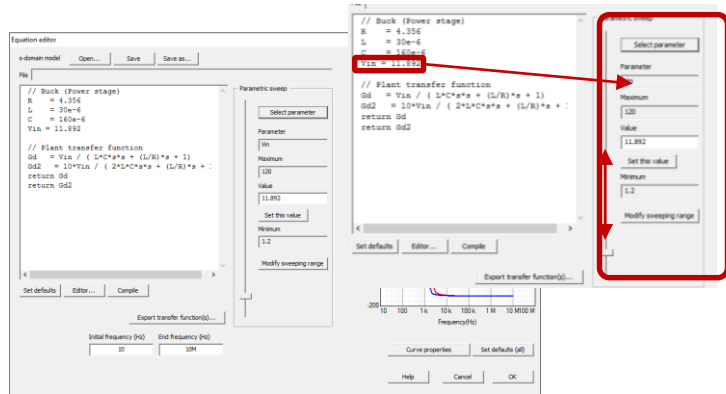 Equation editor
s-domain model Open... Save Save as...
File
// Buck (Power stage)
R = 4.356
L = 30e-6
C = 160e-6
Vin = 11.892
// Plant transfer function
Gd = Vin / ( L*C*s*s + (L/R)*s + 1)
Gd2 = 10*Vin / ( 2*L*C*s*s + (L/R)*s + :
return Gd
return Gd2
Parametric sweep
Select parameter
Parameter
Vin
Maximum
120
Value
11.892
Set this value
Minimum
1.2
Modify sweeping range
Set defaults Editor... Compile
Export transfer function(s)...
Initial frequency (Hz) End frequency (Hz)
10 10M
// Buck (Power stage)
R = 4.356
L = 30e-6
C = 160e-6
Vin = 11.892
// Plant transfer function
Gd = Vin / ( L*C*s*s + (L/R)*s +
Gd2 = 10*Vin / ( 2*L*C*s*s + (L/R)*s + :
return Gd
return Gd2
Select parameter
Parameter
Maximum
120
Value
11.892
Set this value
Minimum
1.2
Modify sweeping range
Set defaults Editor... Compile
Export transfer function(s)...
-200
10 100 1k 10k 100k 1M 10M 100M
Frequency(Hz)
Curve properties Set defaults (all)
Help Cancel OK